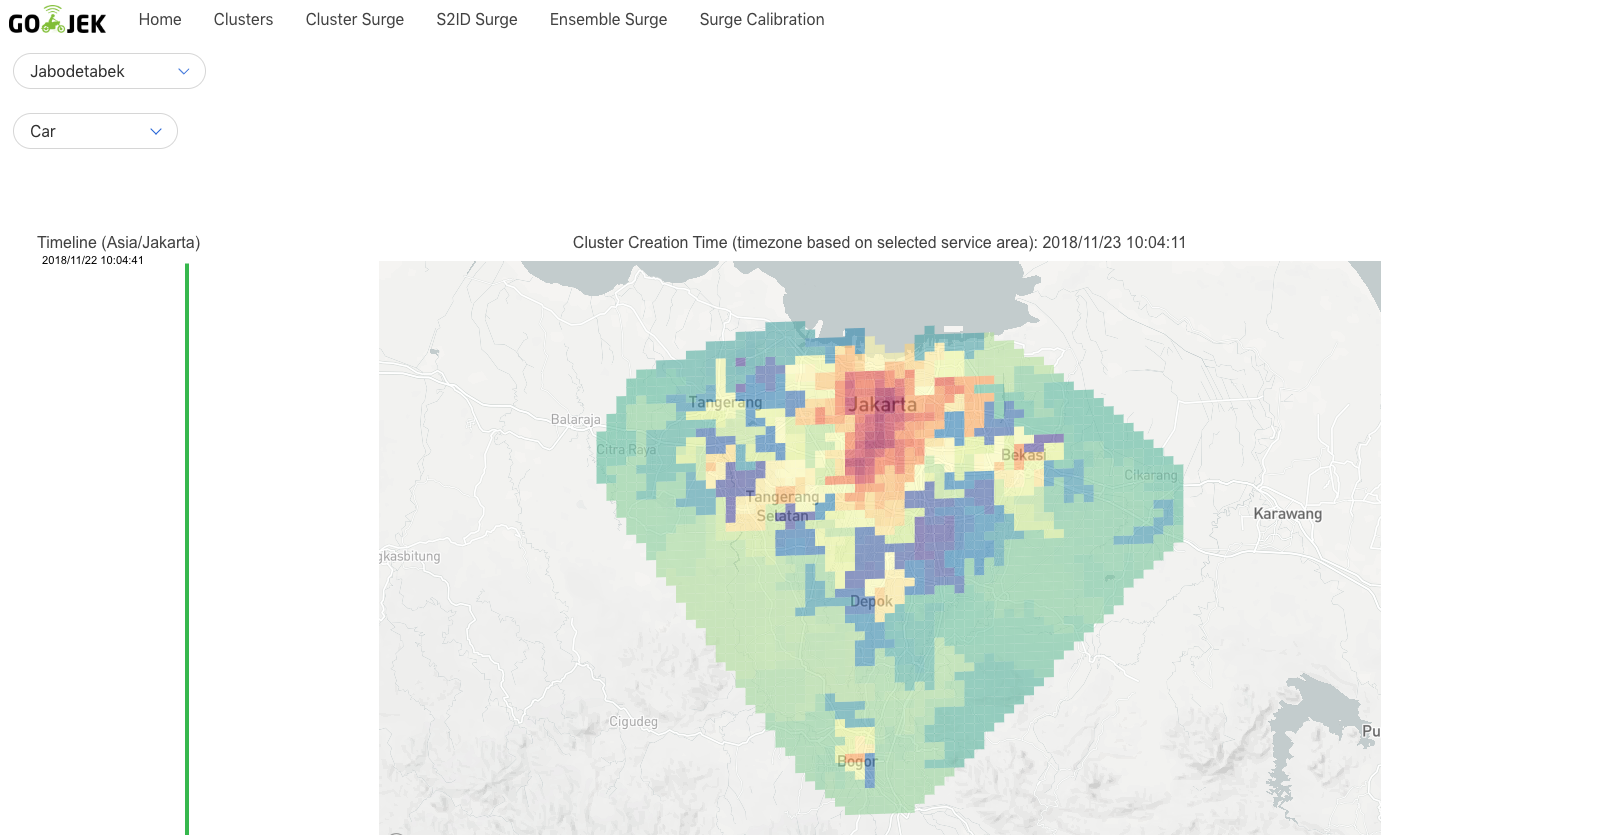 GOJEK Home Clusters Cluster Surge S2ID Surge Ensemble Surge Surge Calibration
Jabodetabek
Car
Timeline (Asia/Jakarta)
2018/11/22 10:04:41
Cluster Creation Time (timezone based on selected service area): 2018/11/23 10:04:11
Tangerang
Jakarta
Balaraja
Citra Raya
Bekasi
Cikarang
Tangerang
Selatan
Karawang
gkasbitung
Depok
Cigudeg
Pu
Bogor